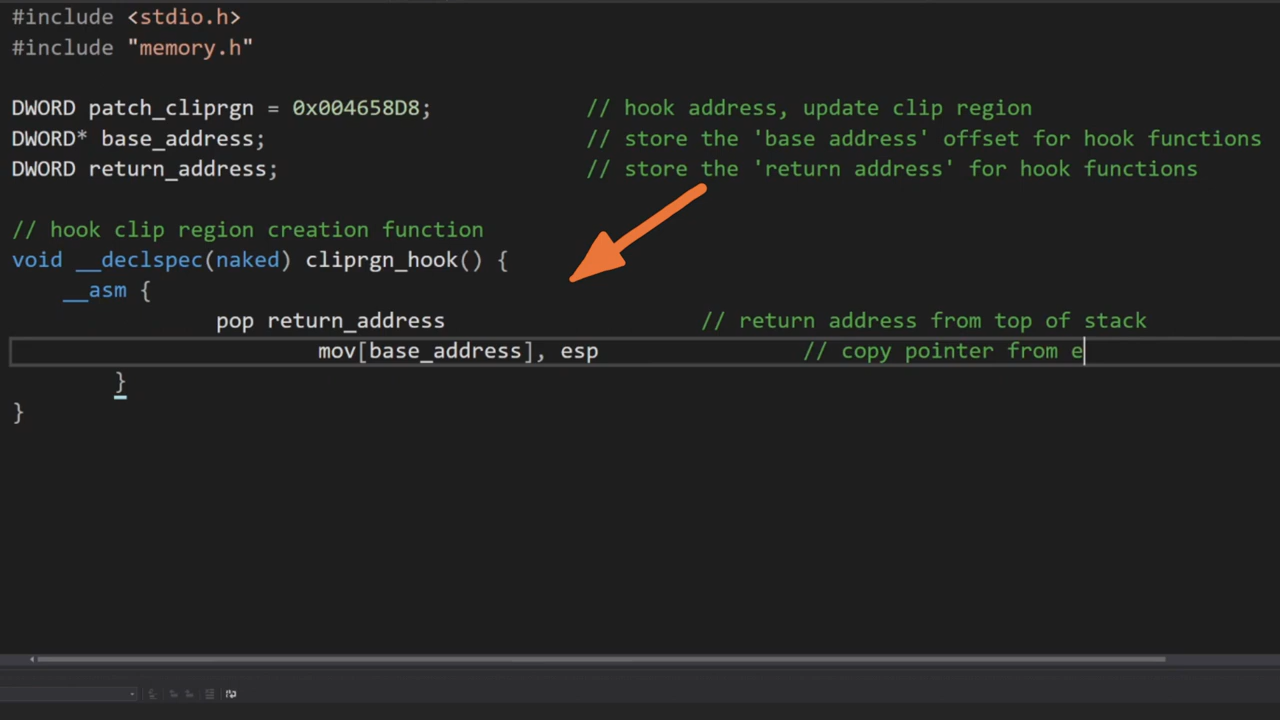 #include <stdio.h>
#include "memory.h"
DWORD patch_cliprgn = 0x004658D8; // hook address, update clip region
DWORD* base_address; // store the 'base address' offset for hook functions
DWORD return_address; // store the 'return address' for hook functions
// hook clip region creation function
void __declspec(naked) cliprgn_hook() {
__asm {
pop return_address // return address from top of stack
mov[base_address], esp // copy pointer from e
}
}